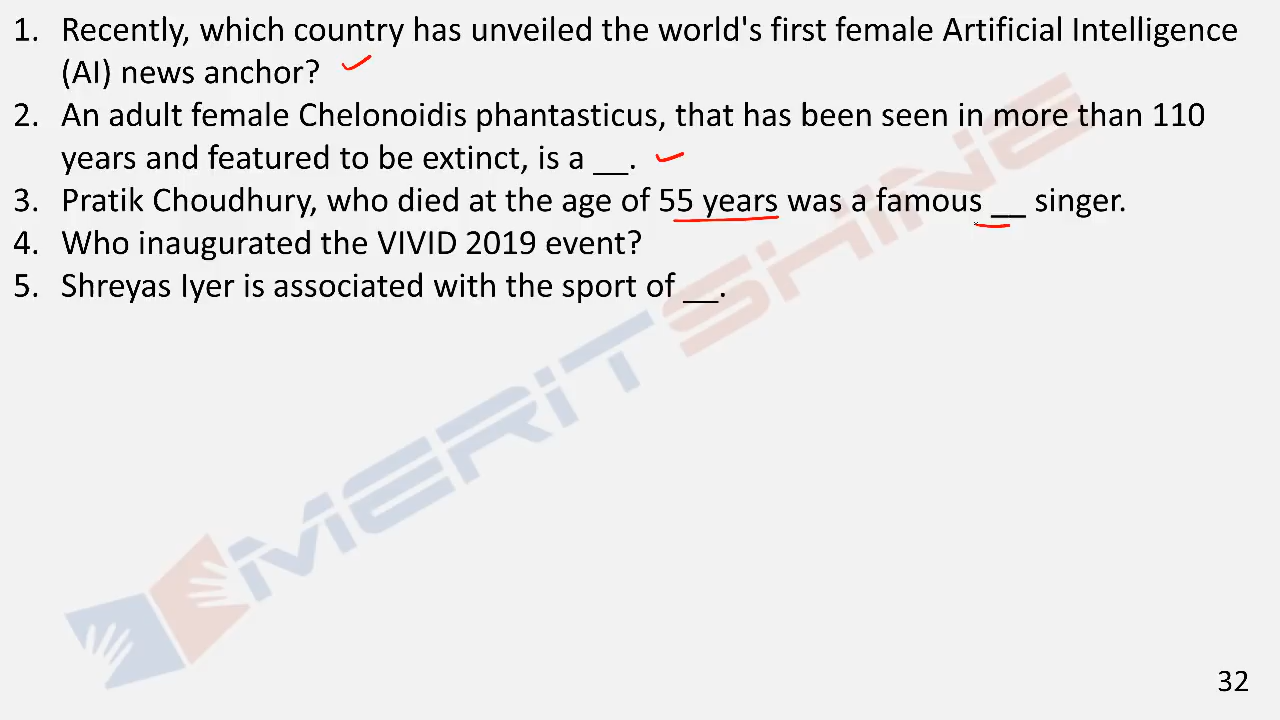 1. Recently, which country has unveiled the world's first female Artificial Intelligence
(AI) news anchor?
2. An adult female Chelonoidis phantasticus, that has been seen in more than 110
years and featured to be extinct, is a __.
3. Pratik Choudhury, who died at the age of 55 years was a famous __ singer.
4. Who inaugurated the VIVID 2019 event?
5. Shreyas Iyer is associated with the sport of __.
MERiTSHINE
32